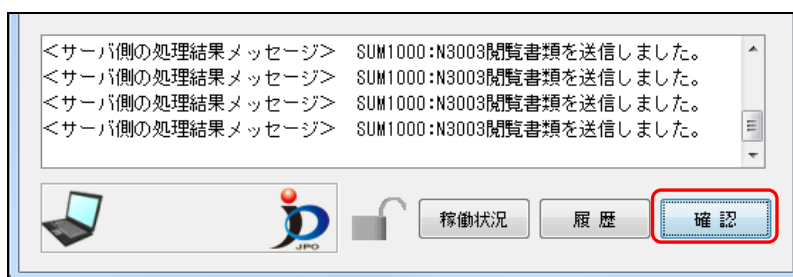 ＜サーバ側の処理結果メッセージ＞　SUM1000:N3003閲覧書類を送信しました。
＜サーバ側の処理結果メッセージ＞　SUM1000:N3003閲覧書類を送信しました。
＜サーバ側の処理結果メッセージ＞　SUM1000:N3003閲覧書類を送信しました。
＜サーバ側の処理結果メッセージ＞　SUM1000:N3003閲覧書類を送信しました。
JPO
稼働状況　履 歴　確 認